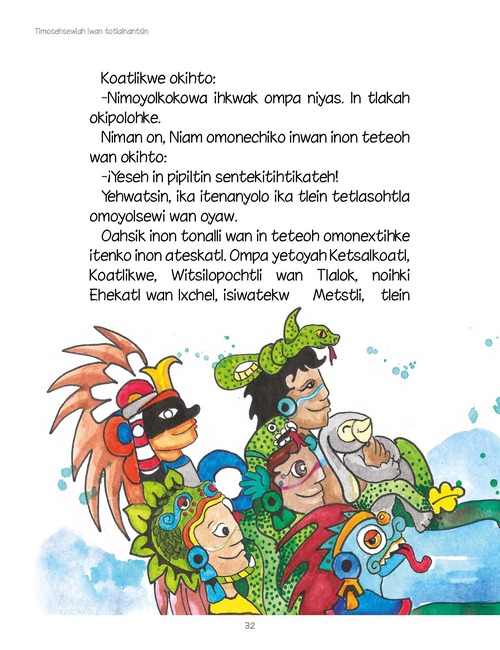 Timosehsewiah iwan totlalnantsin
Koatlikwe okihto:
-Nimoyolkokowa ihkwak ompa niyas. In tlakah
okipolohke.
Niman on, Niam omonechiko inwan inon teteoh
wan okihto:
-¡Yeseh in pipiltin sentekitihtikateh!
Yehwatsin, ika itenanyolo ika tlein tetlasohtla
omoyolsewi wan oyaw.
Oahsik inon tonalli wan in teteoh omonextihke
itenko inon ateskatl. Ompa yetoyah Ketsalkoatl,
Koatlikwe, Witsilopochtli wan Tlalok, noihki
Ehekatl wan Ixchel, isiwatekw Metstli, tlein
32